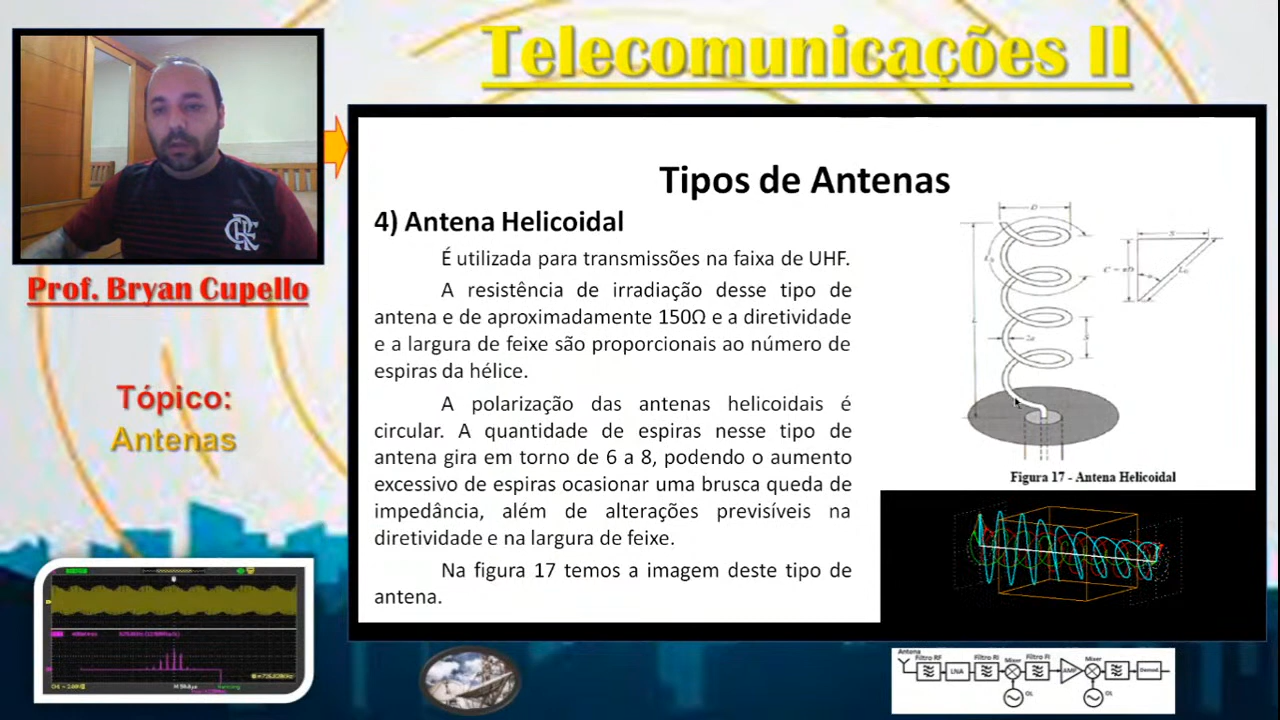 Telecomunicações II
Prof. Bryan Cupello
Tópico:
Antenas
Tipos de Antenas
4) Antena Helicoidal
É utilizada para transmissões na faixa de UHF.
A resistência de irradiação desse tipo de
antena e de aproximadamente 150Ω e a diretividade
e a largura de feixe são proporcionais ao número de
espiras da hélice.
A polarização das antenas helicoidais é
circular. A quantidade de espiras nesse tipo de
antena gira em torno de 6 a 8, podendo o aumento
excessivo de espiras ocasionar uma brusca queda de
impedância, além de alterações previsíveis na
diretividade e na largura de feixe.
Na figura 17 temos a imagem deste tipo de
antena.
D
L
S
S
C = πD
Figura 17 - Antena Helicoidal
Antena
Filtro RF
LNA
Filtro RI
Mixer
Filtro FI
AMP
Mixer
Demod.
OL
OL